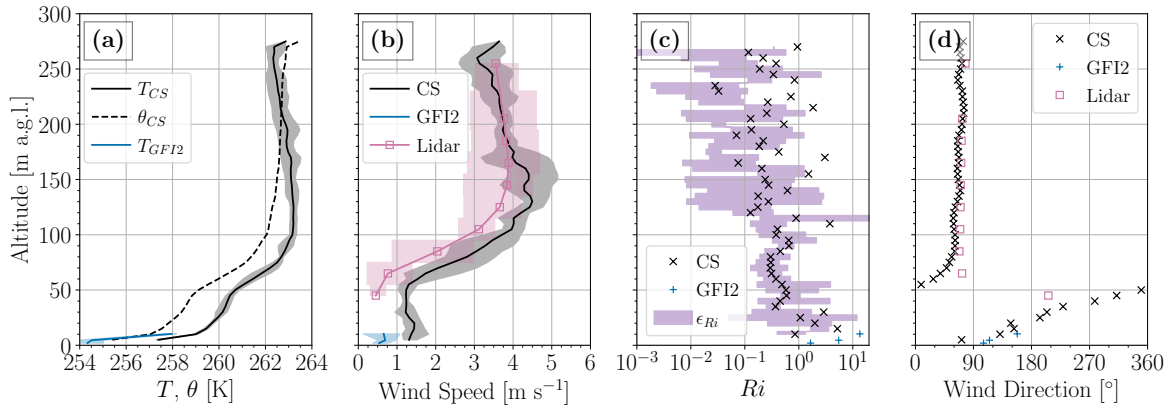 (a)
(b)
(c)
(d)
Altitude [m a.g.l.]
300
250
200
150
100
50
0
T_CS
θ_CS
T_GFI2
CS
GFI2
Lidar
CS
GFI2
ϵ_Ri
CS
GFI2
Lidar
254 256 258 260 262 264
T, θ [K]
0 1 2 3 4 5 6
Wind Speed [m s⁻¹]
10⁻³ 10⁻² 10⁻¹ 10⁰ 10¹
Ri
0 90 180 270 360
Wind Direction [°]